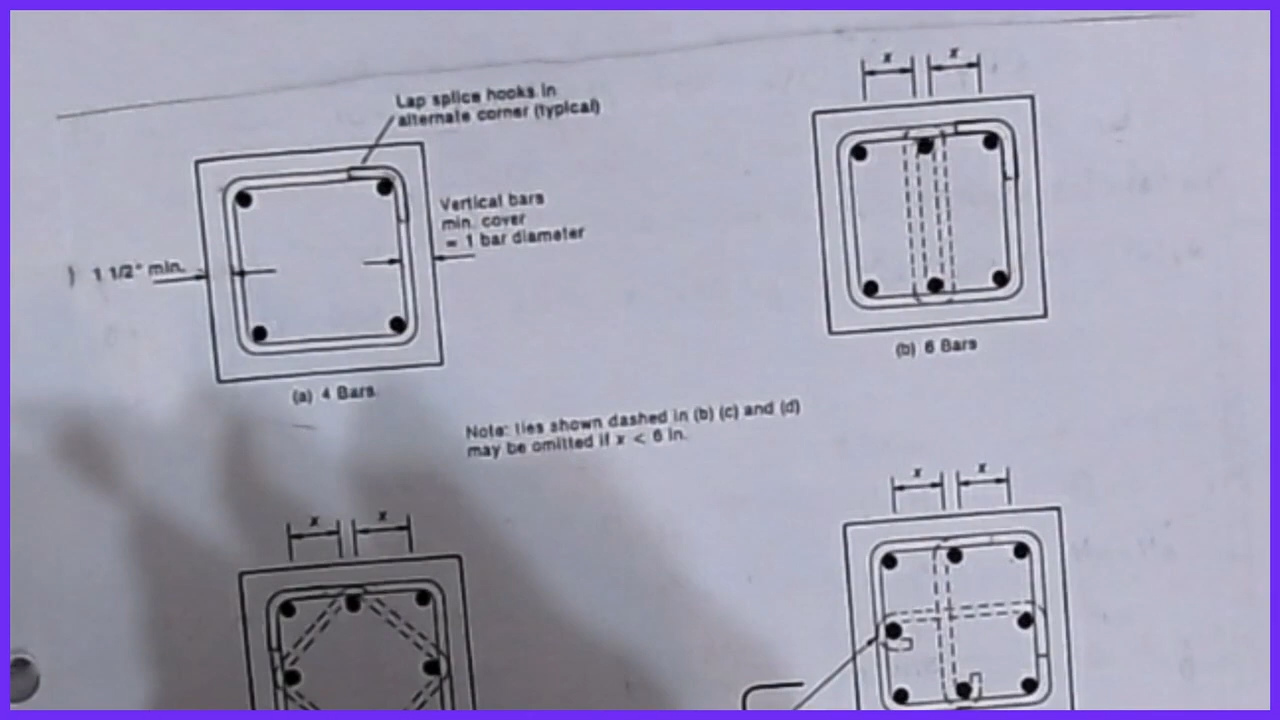 x x
Lap splice hooks in
alternate corner (typical)
Vertical bars
min. cover
= 1 bar diameter
1 1/2" min.
(a) 4 Bars
(b) 6 Bars
Note: ties shown dashed in (b) (c) and (d)
may be omitted if x < 6 in.
x x
x x